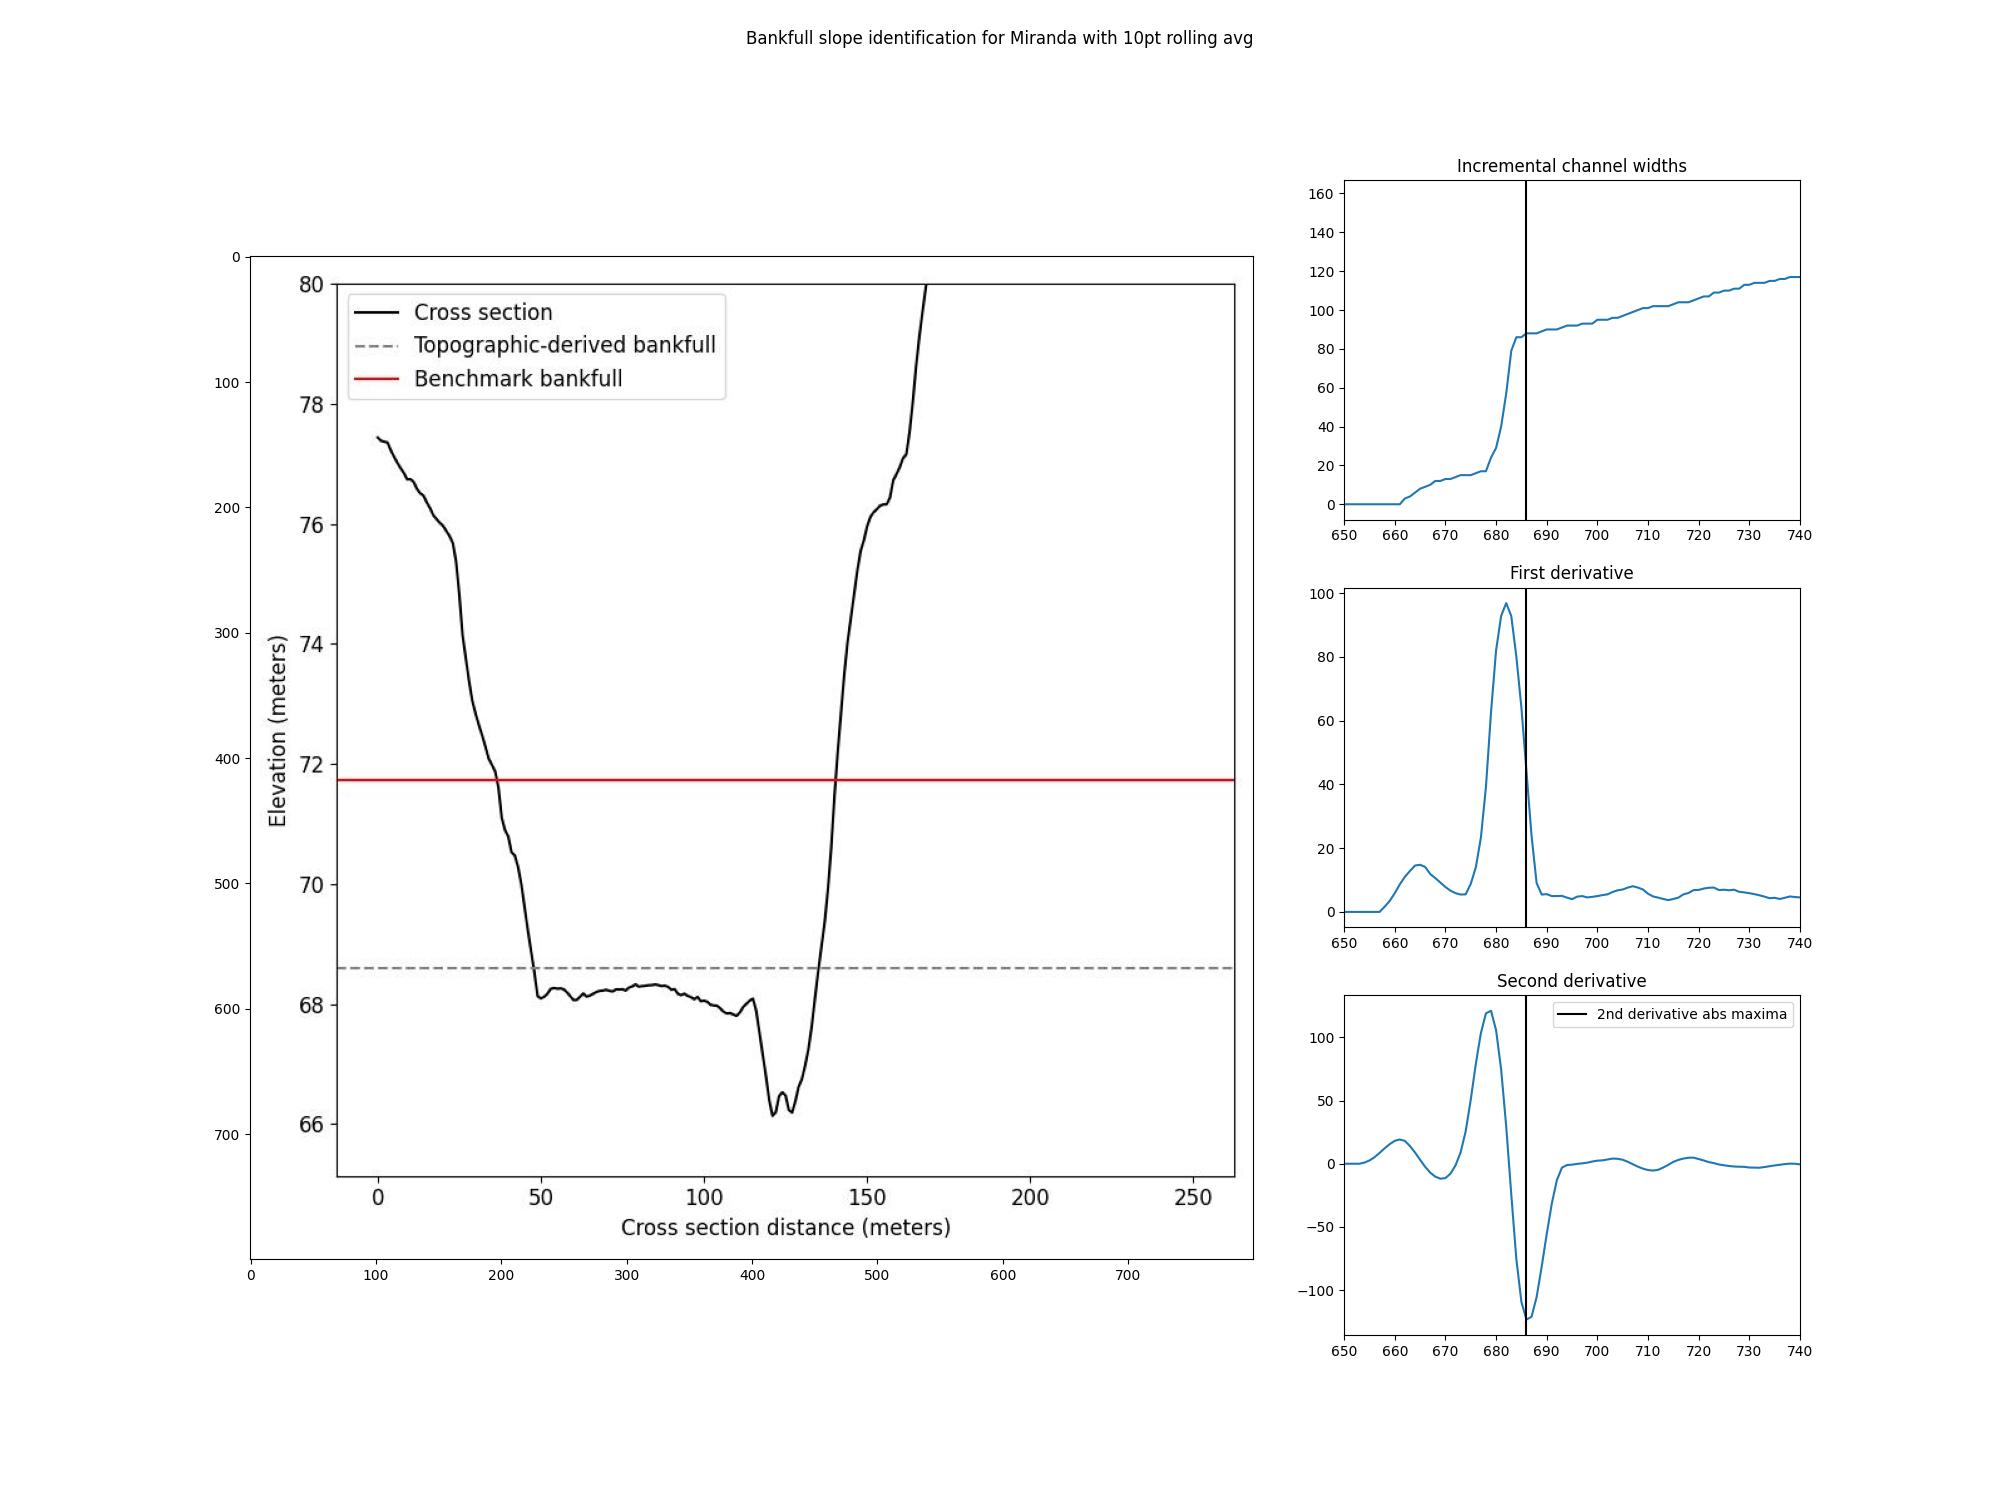 Bankfull slope identification for Miranda with 10pt rolling avg
0
100
200
300
400
500
600
700
80
78
76
74
72
70
68
66
Elevation (meters)
Cross section
Topographic-derived bankfull
Benchmark bankfull
0 50 100 150 200 250
Cross section distance (meters)
0 100 200 300 400 500 600 700
Incremental channel widths
160
140
120
100
80
60
40
20
0
650 660 670 680 690 700 710 720 730 740
First derivative
100
80
60
40
20
0
650 660 670 680 690 700 710 720 730 740
Second derivative
2nd derivative abs maxima
100
50
0
−50
−100
650 660 670 680 690 700 710 720 730 740